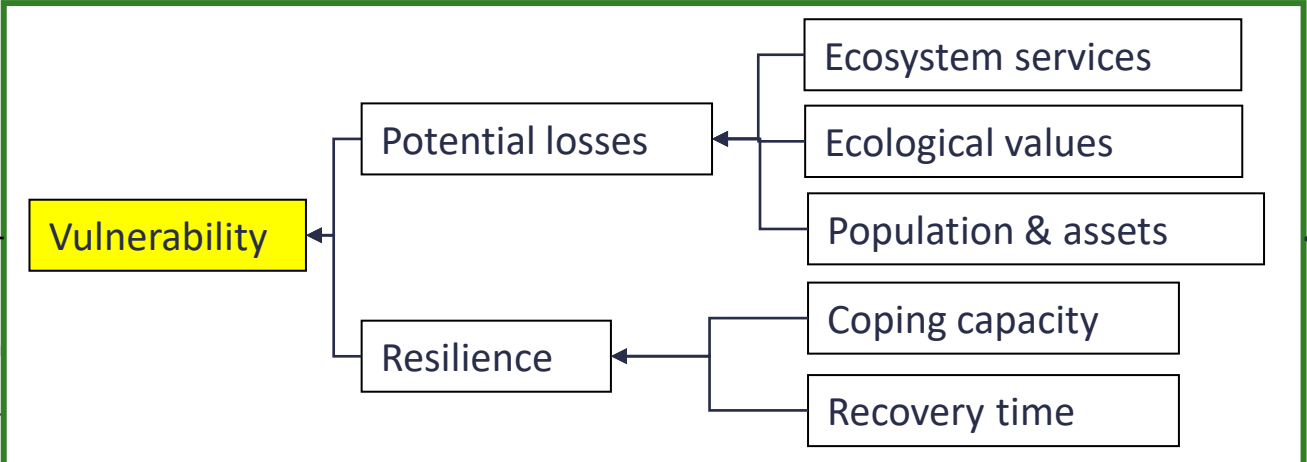 Ecosystem services
Potential losses
Ecological values
Vulnerability
Population & assets
Coping capacity
Resilience
Recovery time